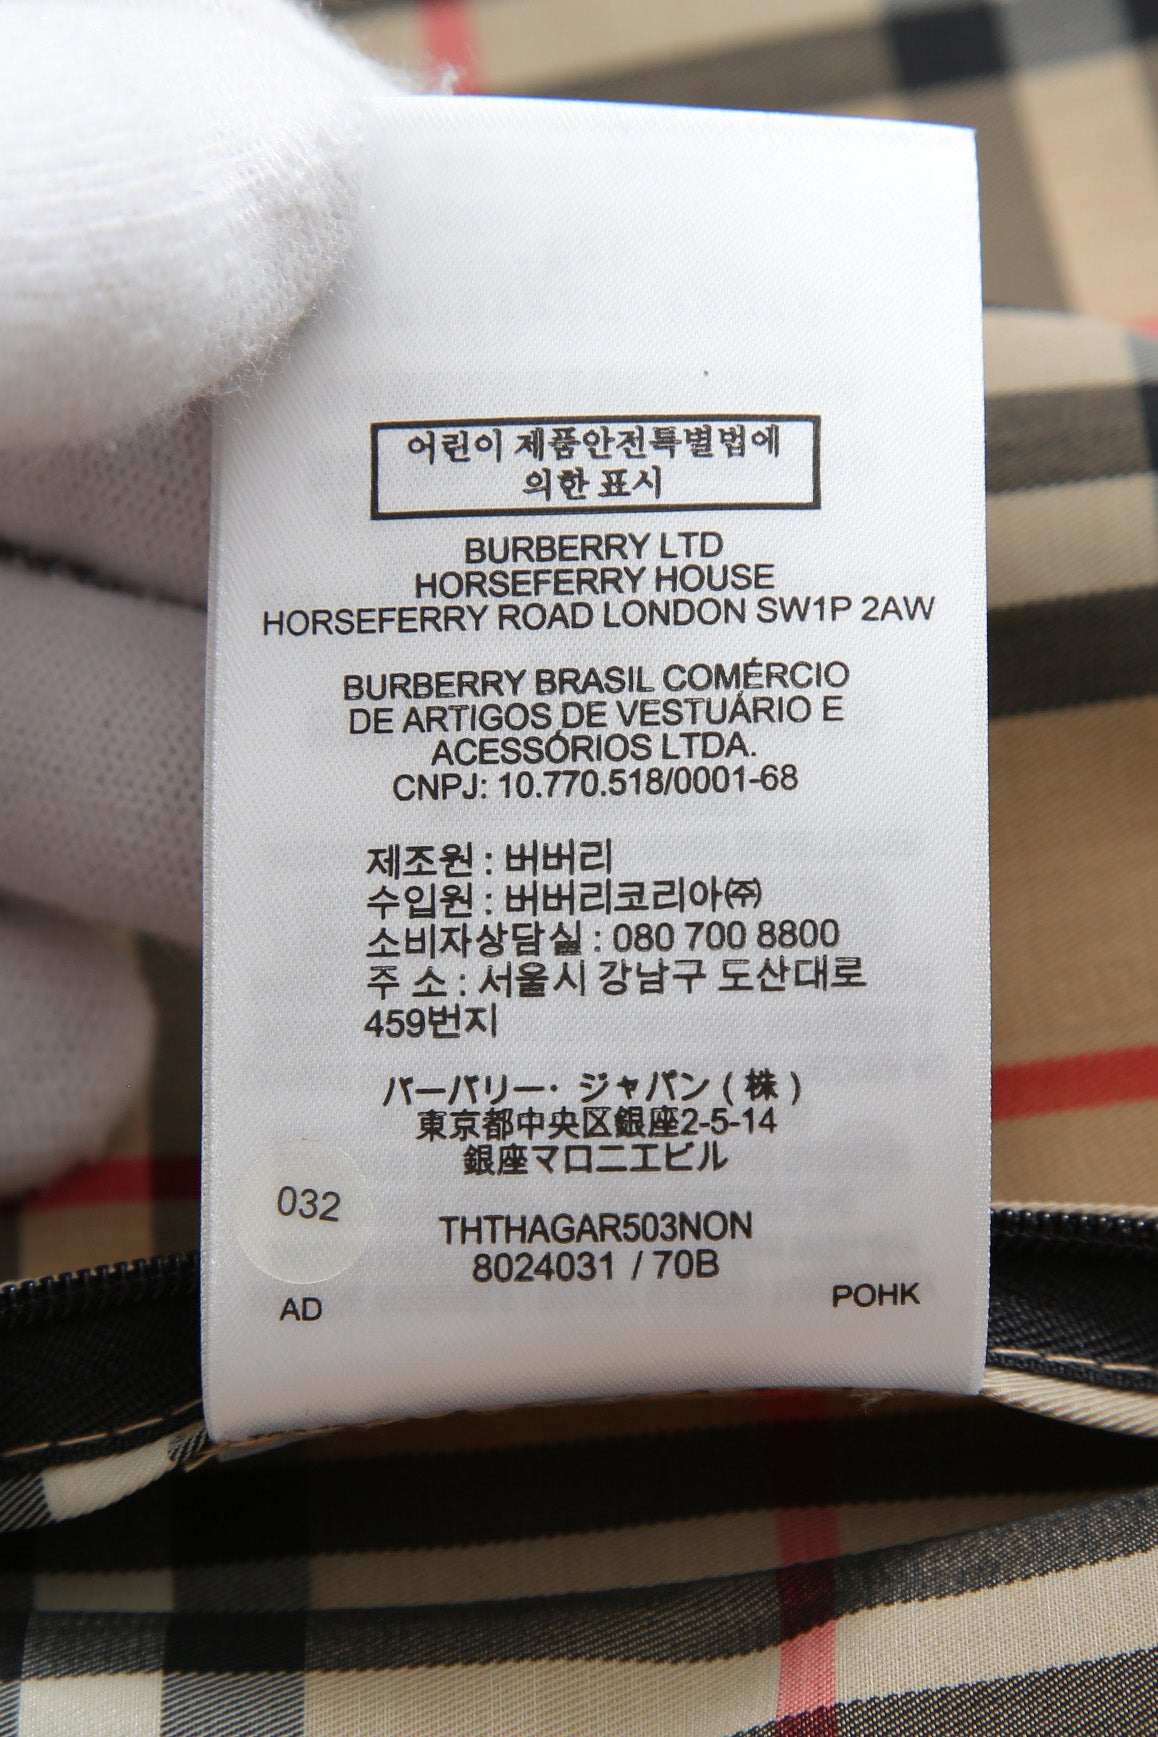 어린이 제품안전특별법에
의한 표시
BURBERRY LTD
HORSEFERRY HOUSE
HORSEFERRY ROAD LONDON SW1P 2AW
BURBERRY BRASIL COMÉRCIO
DE ARTIGOS DE VESTUÁRIO E
ACESSÓRIOS LTDA.
CNPJ: 10.770.518/0001-68
제조원 : 버버리
수입원 : 버버리코리아㈜
소비자상담실 : 080 700 8800
주 소 : 서울시 강남구 도산대로
459번지
バーバリー・ジャパン ( 株 )
東京都中央区銀座2-5-14
銀座マロニエビル
032
THTHAGAR503NON
8024031 / 70B
AD
POHK